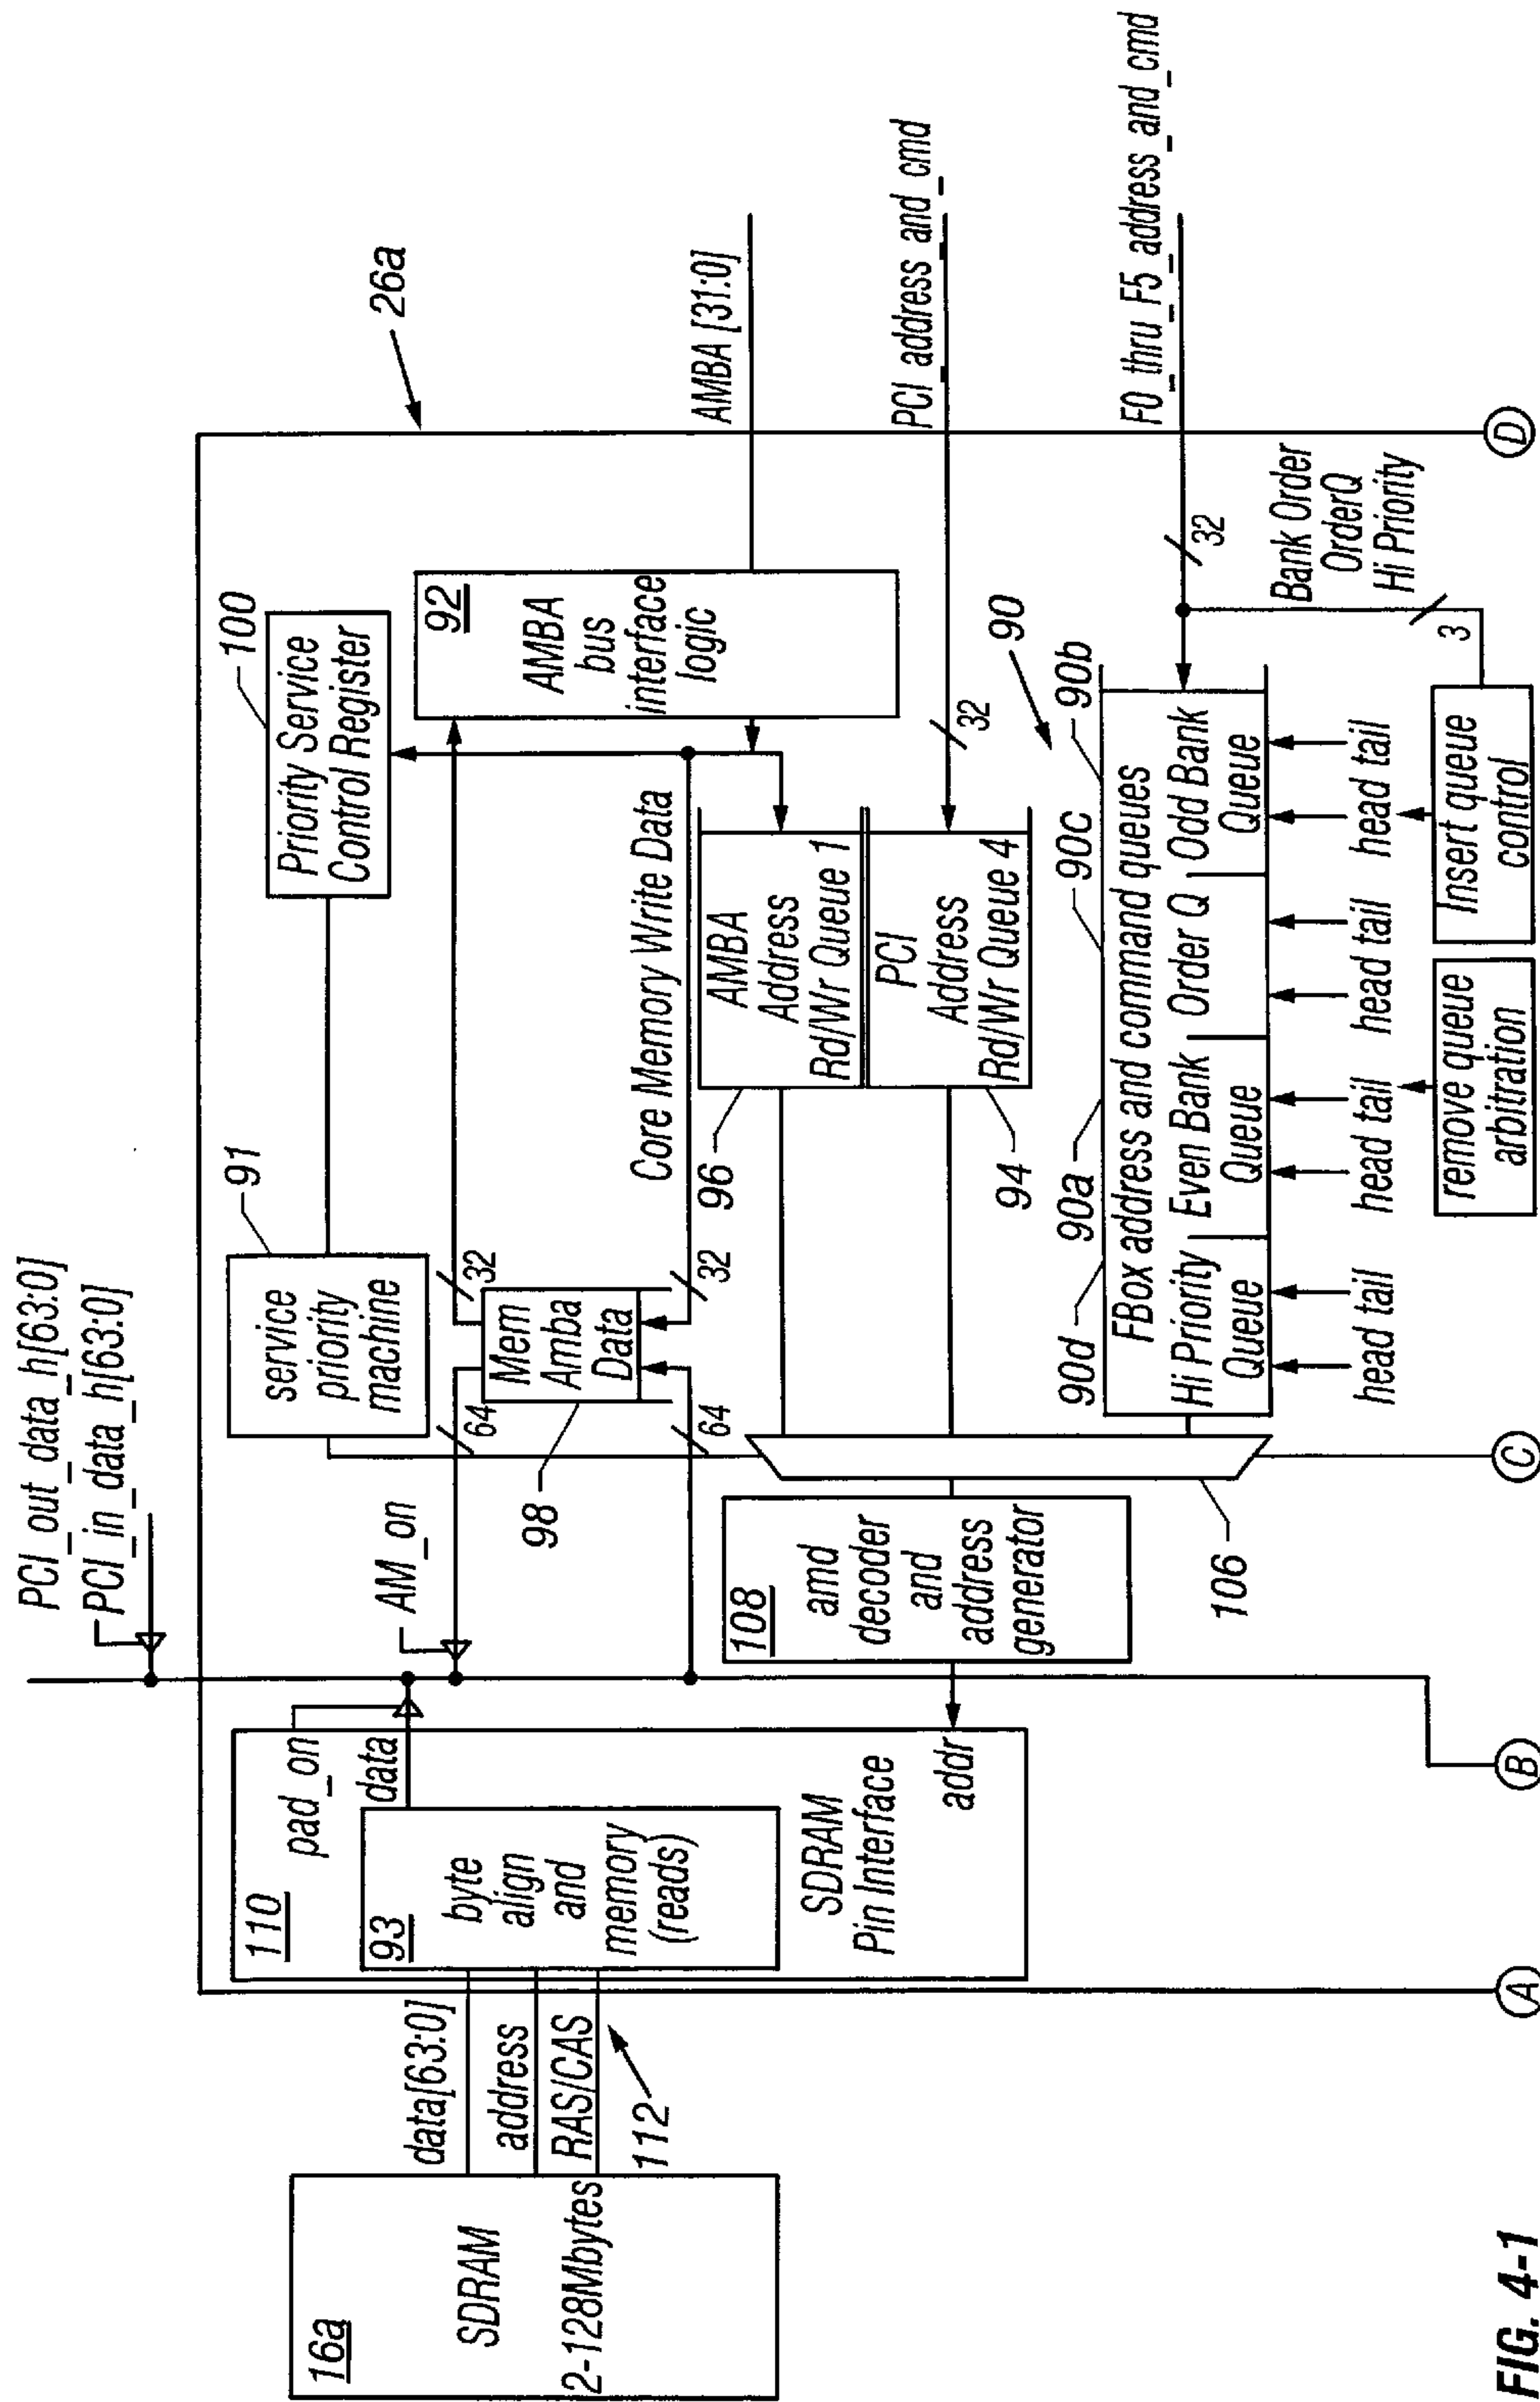 PCI_out_data_h[63:0]
PCI_in_data_h[63:0]
26a
91
service
priority
machine
100
Priority Service
Control Register
110
pad_on
data
AM_on
64
32
Mem
Amba
Data
98
64
32
Core Memory Write Data
92
AMBA
bus
interface
logic
AMBA [31:0]
16a
SDRAM
2-128Mbytes
data[63:0]
address
RAS/CAS
112
93
byte
align
and
memory
(reads)
SDRAM
Pin Interface
addr
108
amd
decoder
and
address
generator
106
96
AMBA
Address
Rd/Wr Queue 1
PCI
Address
Rd/Wr Queue 4
94
32
PCI_address_and_cmd
90
90d
90a
90c
90b
FBox address and command queues
Hi Priority
Queue
Even Bank
Queue
Order Q
Odd Bank
Queue
32
F0_thru_F5_address_and_cmd
Bank Order
OrderQ
Hi Priority
3
head tail
head tail
head tail
head tail
remove queue
arbitration
Insert queue
control
A
B
C
D
FIG. 4-1